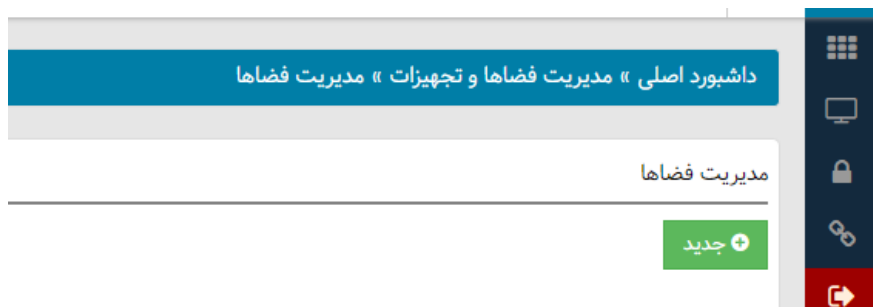 داشبورد اصلی » مدیریت فضاها و تجهیزات » مدیریت فضاها
مدیریت فضاها
جدید